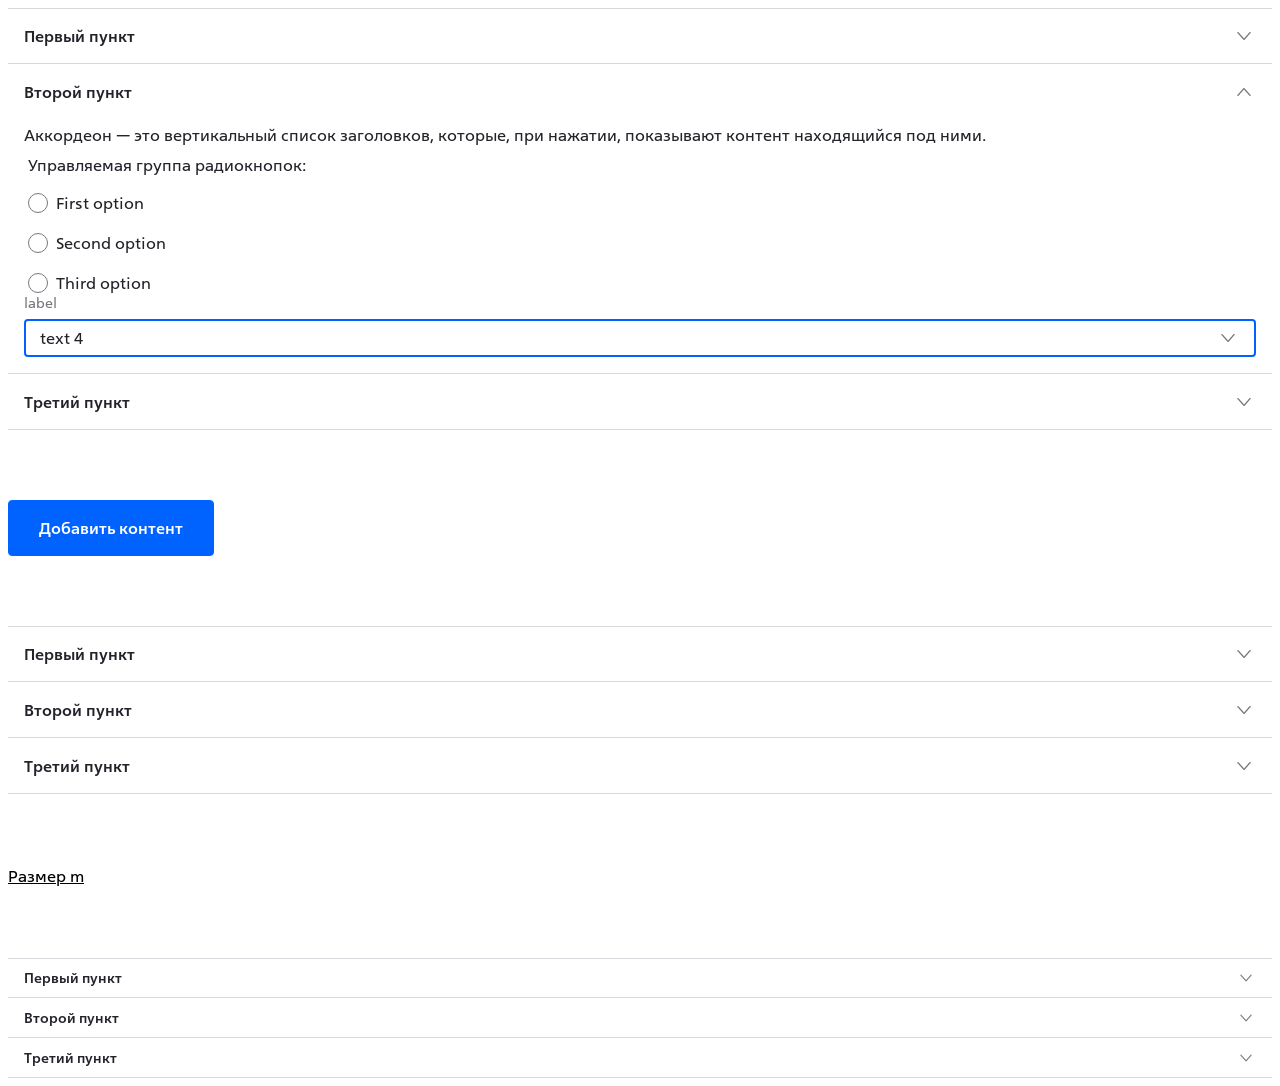 Первый пункт
Второй пункт
Аккордеон — это вертикальный список заголовков, которые, при нажатии, показывают контент находящийся под ними.
Управляемая группа радиокнопок:
First option
Second option
Third option
label
text 4
Третий пункт
Добавить контент
Первый пункт
Второй пункт
Третий пункт
Размер m
Первый пункт
Второй пункт
Третий пункт